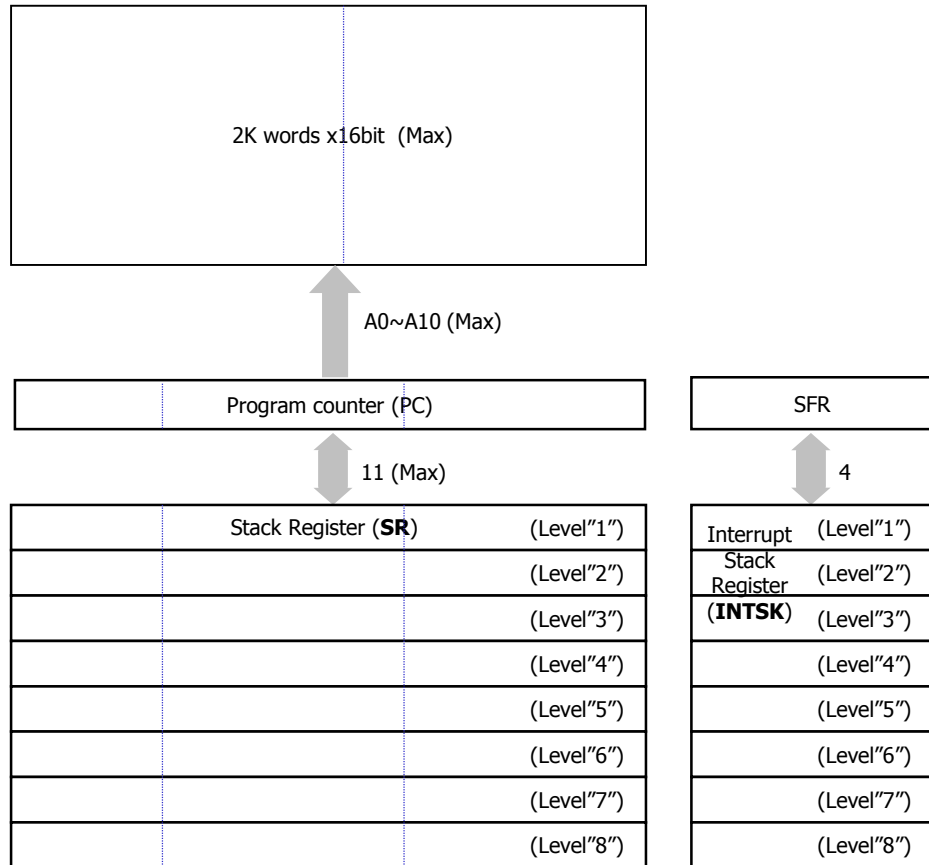 2K words x16bit (Max)
A0~A10 (Max)
Program counter (PC)
SFR
11 (Max)
4
Stack Register (SR) (Level"1")
(Level"2")
(Level"3")
(Level"4")
(Level"5")
(Level"6")
(Level"7")
(Level"8")
Interrupt (Level"1")
Stack (Level"2")
Register
(INTSK) (Level"3")
(Level"4")
(Level"5")
(Level"6")
(Level"7")
(Level"8")